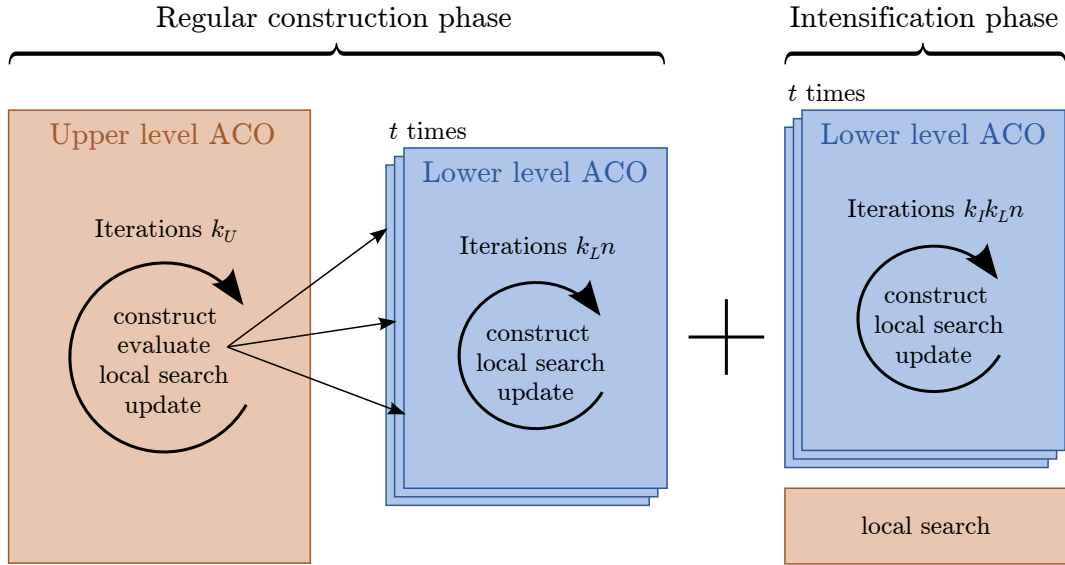 Regular construction phase
Intensification phase
Upper level ACO
Iterations k_U
construct
evaluate
local search
update
t times
Lower level ACO
Iterations k_L n
construct
local search
update
t times
Lower level ACO
Iterations k_I k_L n
construct
local search
update
local search